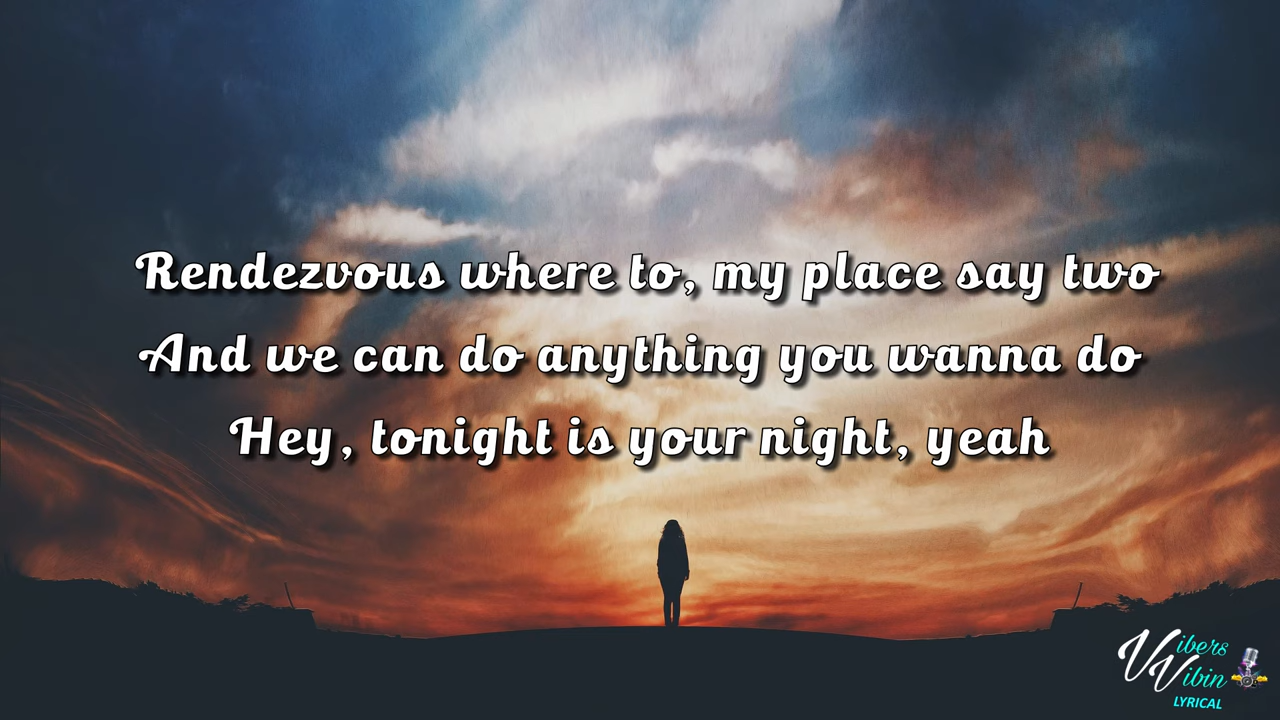 Rendezvous where to, my place say two
And we can do anything you wanna do
Hey, tonight is your night, yeah
Vibers
Vibin
LYRICAL